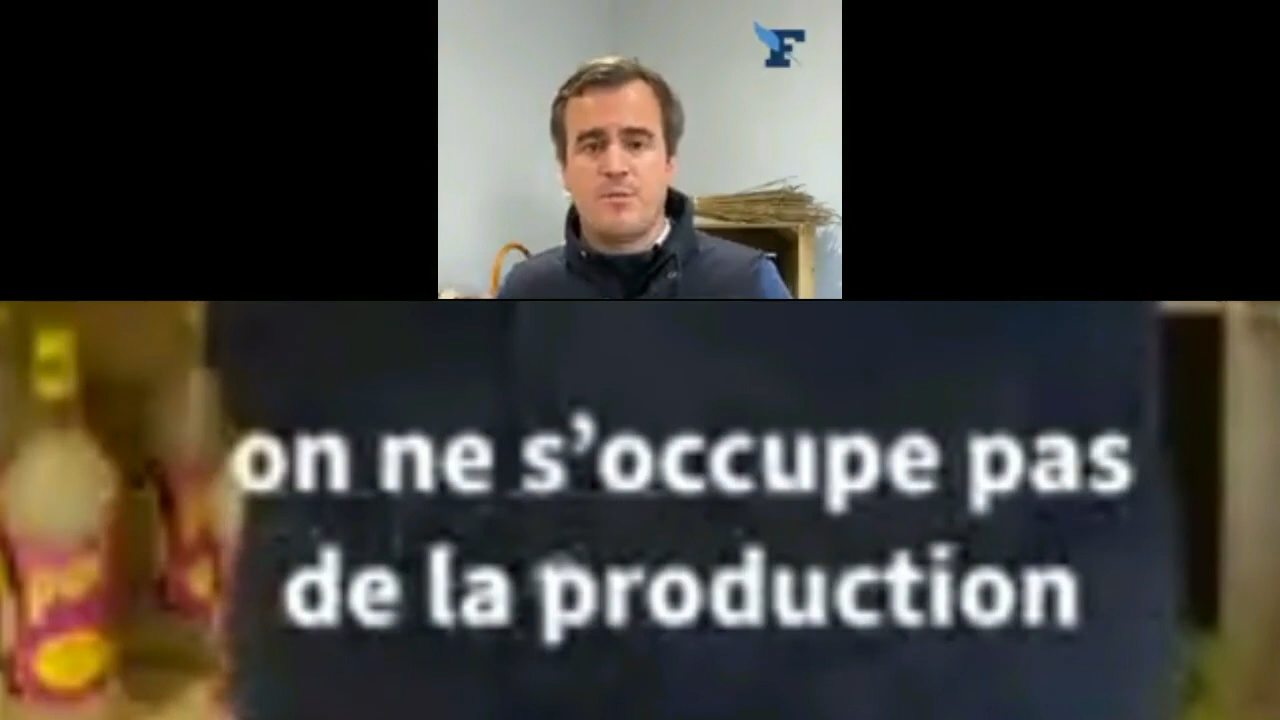 F
on ne s’occupe pas
de la production